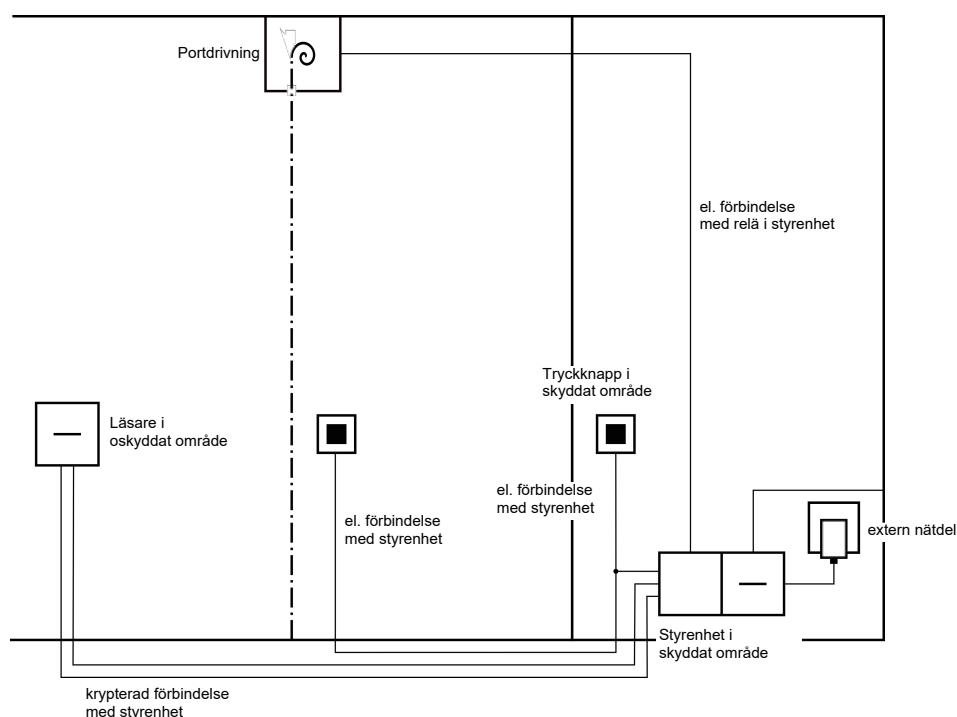 Portdrivning
el. förbindelse
med relä i styrenhet
Tryckknapp i
skyddat område
Läsare i
oskyddat område
el. förbindelse
med styrenhet
el. förbindelse
med styrenhet
extern nätdel
Styrenhet i
skyddat område
krypterad förbindelse
med styrenhet